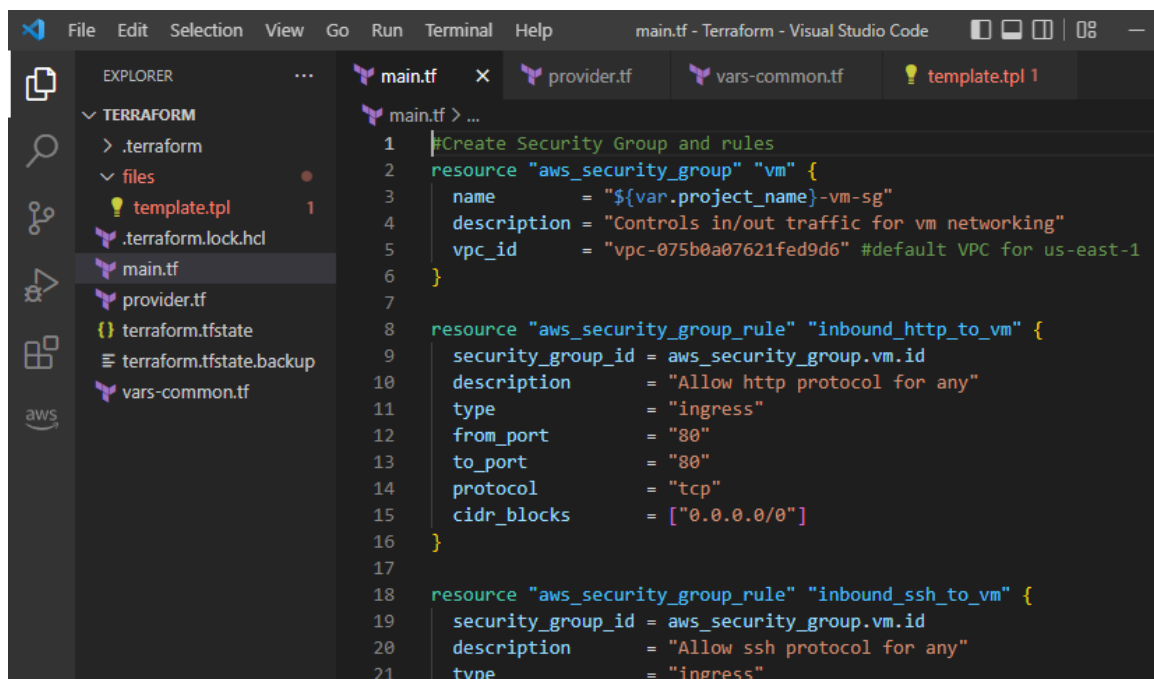 File Edit Selection View Go Run Terminal Help main.tf - Terraform - Visual Studio Code
EXPLORER ...
TERRAFORM
.terraform
files
template.tpl 1
.terraform.lock.hcl
main.tf
provider.tf
{} terraform.tfstate
terraform.tfstate.backup
vars-common.tf
aws
main.tf provider.tf vars-common.tf template.tpl 1
main.tf > ...
1 #Create Security Group and rules
2 resource "aws_security_group" "vm" {
3 name = "${var.project_name}-vm-sg"
4 description = "Controls in/out traffic for vm networking"
5 vpc_id = "vpc-075b0a07621fed9d6" #default VPC for us-east-1
6 }
7
8 resource "aws_security_group_rule" "inbound_http_to_vm" {
9 security_group_id = aws_security_group.vm.id
10 description = "Allow http protocol for any"
11 type = "ingress"
12 from_port = "80"
13 to_port = "80"
14 protocol = "tcp"
15 cidr_blocks = ["0.0.0.0/0"]
16 }
17
18 resource "aws_security_group_rule" "inbound_ssh_to_vm" {
19 security_group_id = aws_security_group.vm.id
20 description = "Allow ssh protocol for any"
21 type = "ingress"